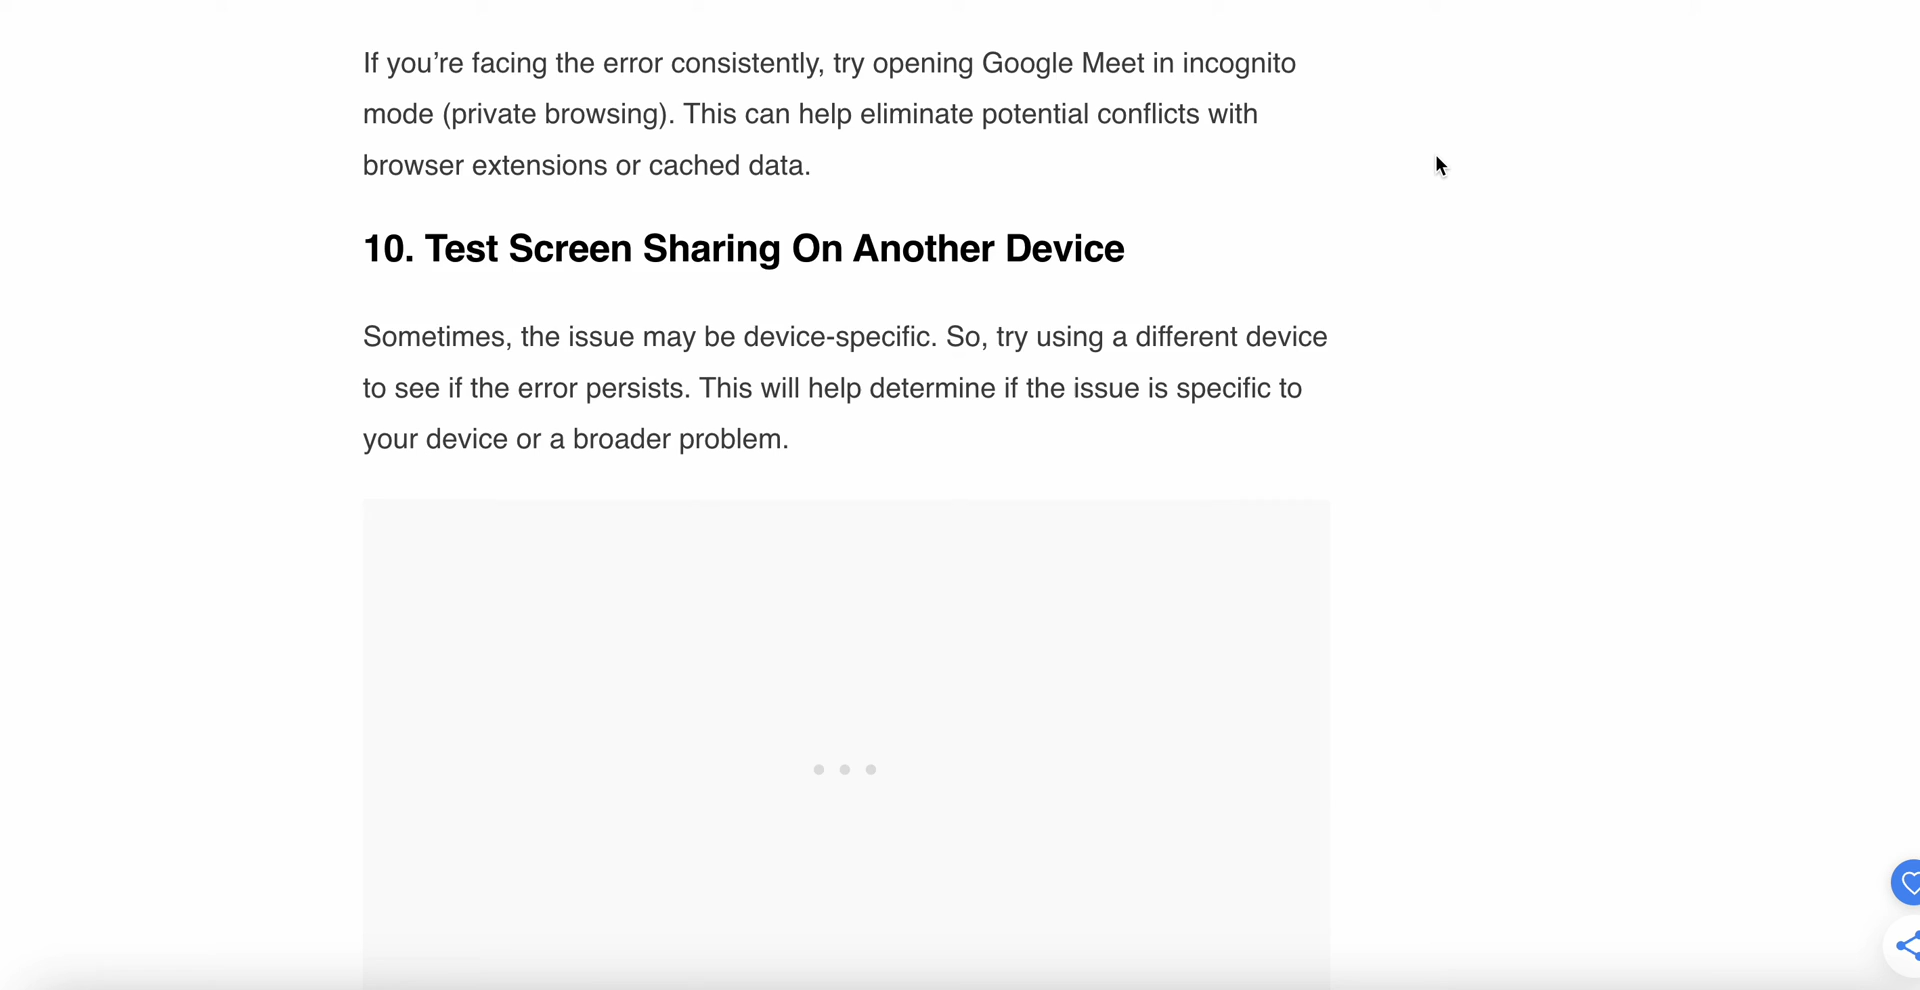 If you’re facing the error consistently, try opening Google Meet in incognito
mode (private browsing). This can help eliminate potential conflicts with
browser extensions or cached data.
10. Test Screen Sharing On Another Device
Sometimes, the issue may be device-specific. So, try using a different device
to see if the error persists. This will help determine if the issue is specific to
your device or a broader problem.